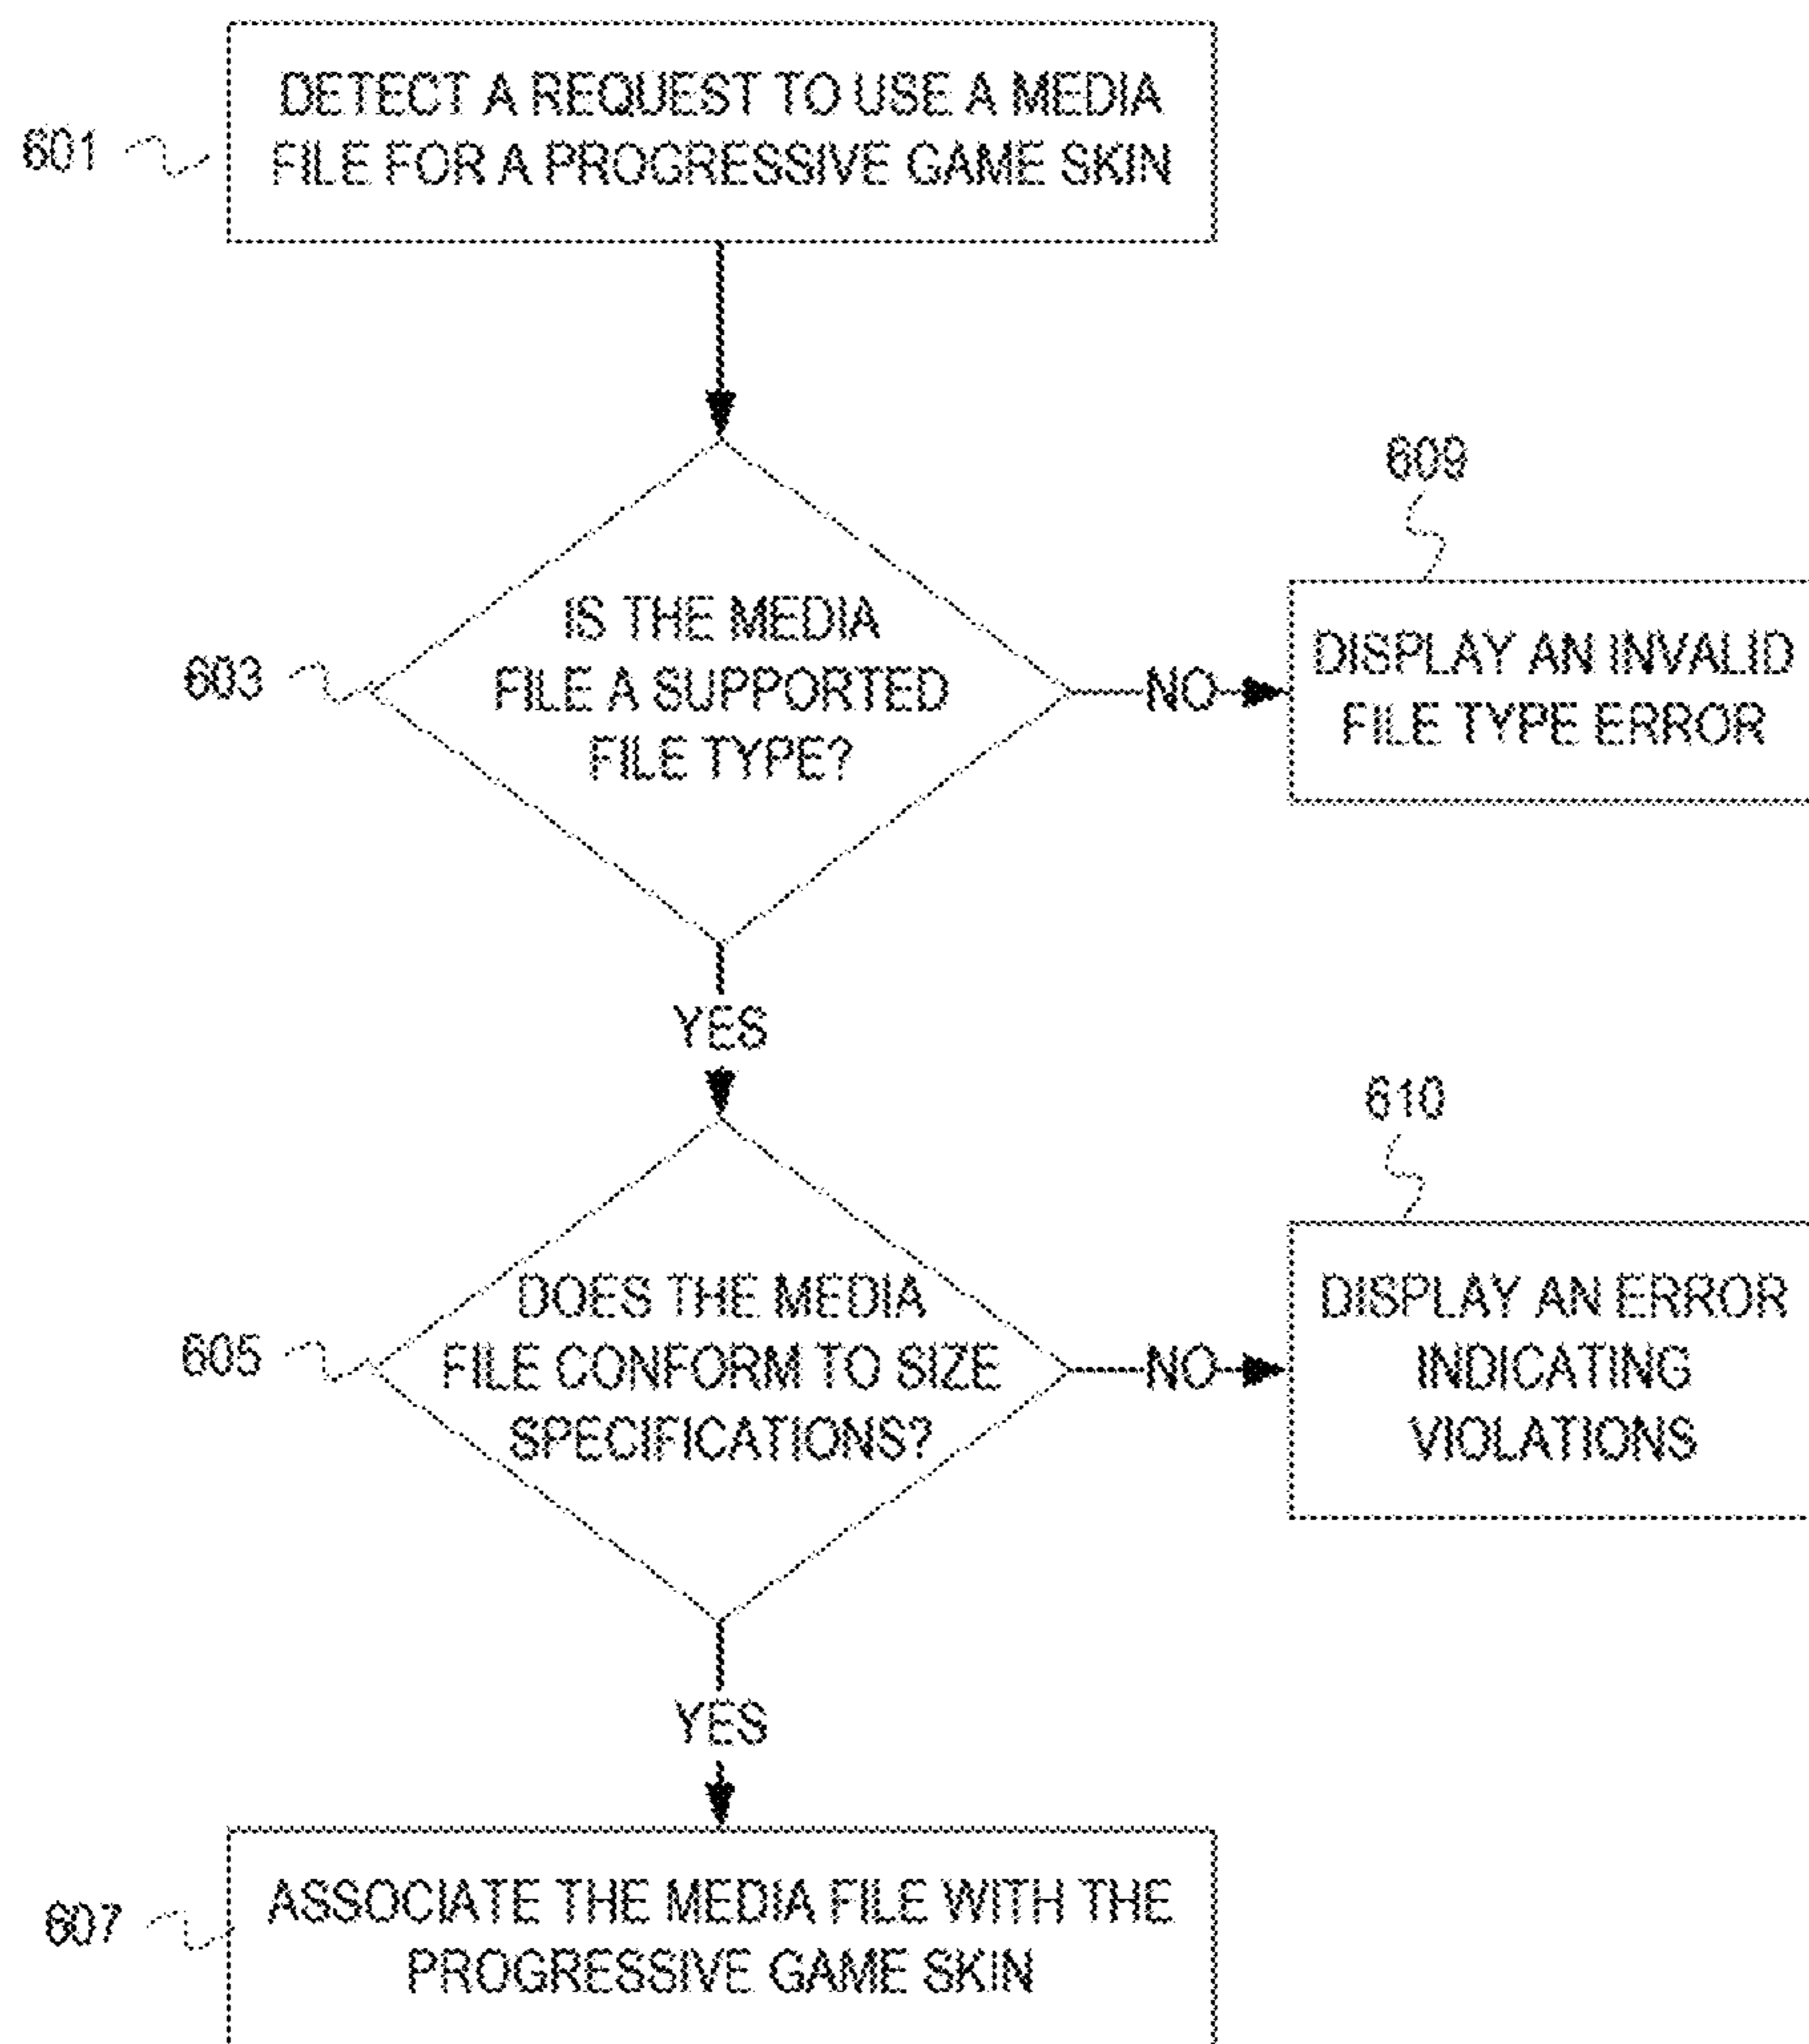 DETECT A REQUEST TO USE A MEDIA
FILE FOR A PROGRESSIVE GAME SKIN
601
609
IS THE MEDIA
FILE A SUPPORTED
FILE TYPE?
603
NO
DISPLAY AN INVALID
FILE TYPE ERROR
YES
610
DOES THE MEDIA
FILE CONFORM TO SIZE
SPECIFICATIONS?
605
NO
DISPLAY AN ERROR
INDICATING
VIOLATIONS
YES
607
ASSOCIATE THE MEDIA FILE WITH THE
PROGRESSIVE GAME SKIN